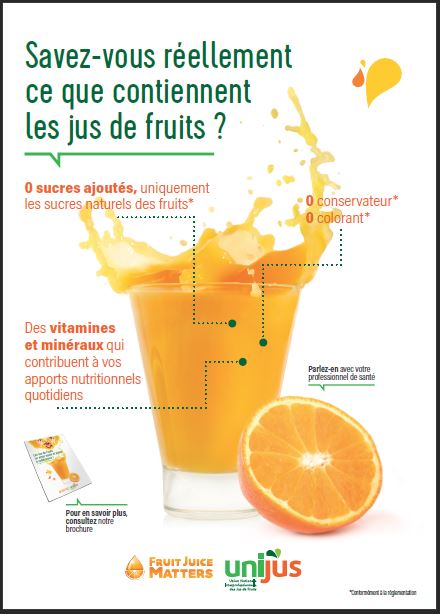 Savez-vous réellement
ce que contiennent
les jus de fruits ?
0 sucres ajoutés, uniquement
les sucres naturels des fruits*
0 conservateur*
0 colorant*
Des vitamines
et minéraux qui
contribuent à vos
apports nutritionnels
quotidiens
Parlez-en avec votre
professionnel de santé
Pour en savoir plus,
consultez notre
brochure
FRUIT JUICE
MATTERS
unijus
Union Nationale
Interprofessionnelle
des Jus de fruits
*Conformément à la réglementation